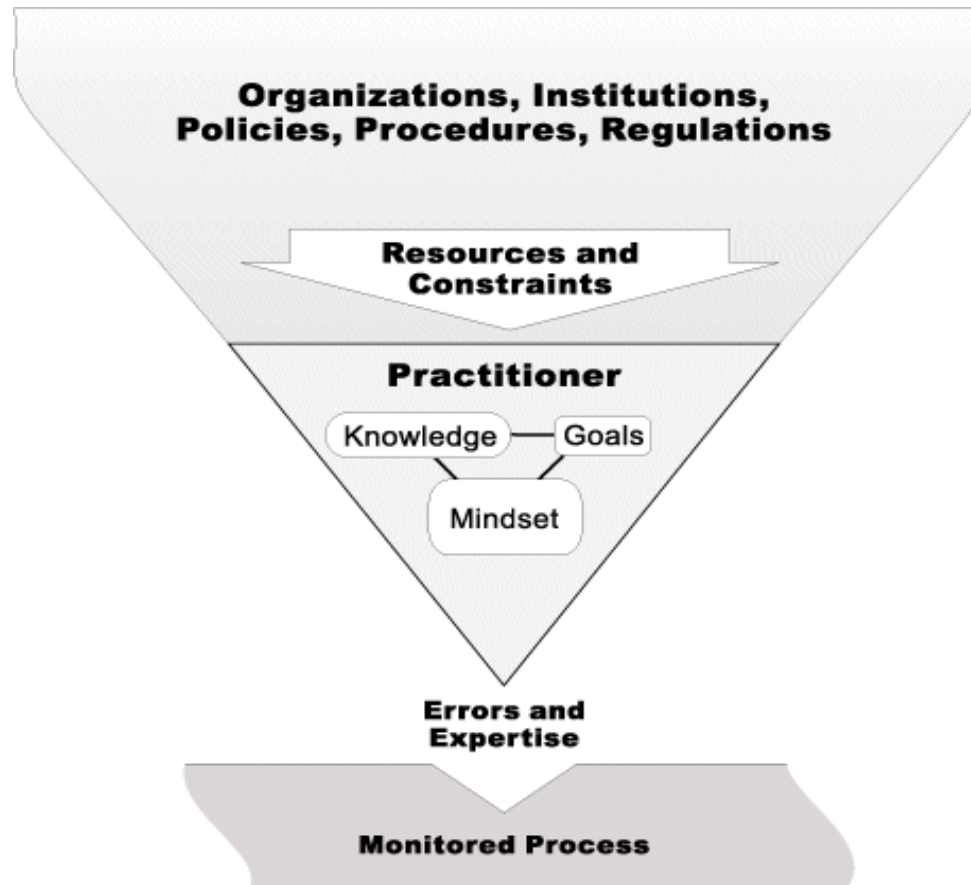 Organizations, Institutions,
Policies, Procedures, Regulations
Resources and
Constraints
Practitioner
Knowledge
Goals
Mindset
Errors and
Expertise
Monitored Process